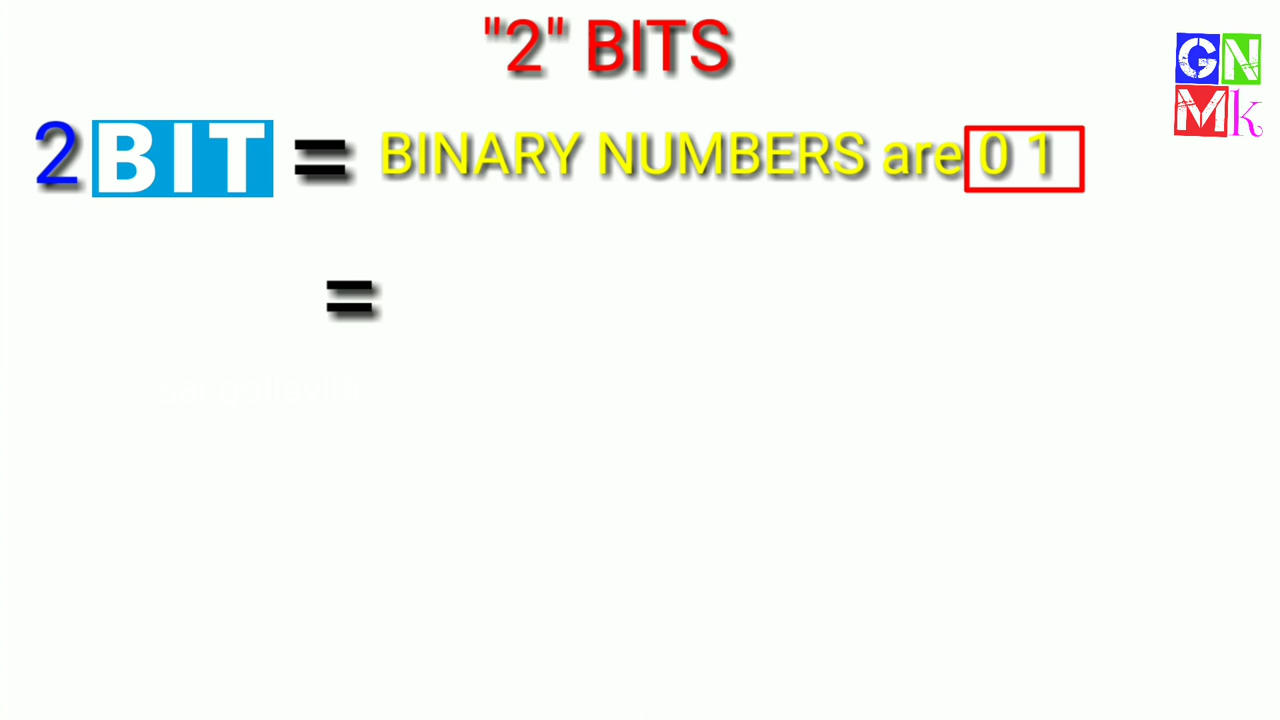 "2" BITS
GN
Mk
2 BIT = BINARY NUMBERS are 0 1
=